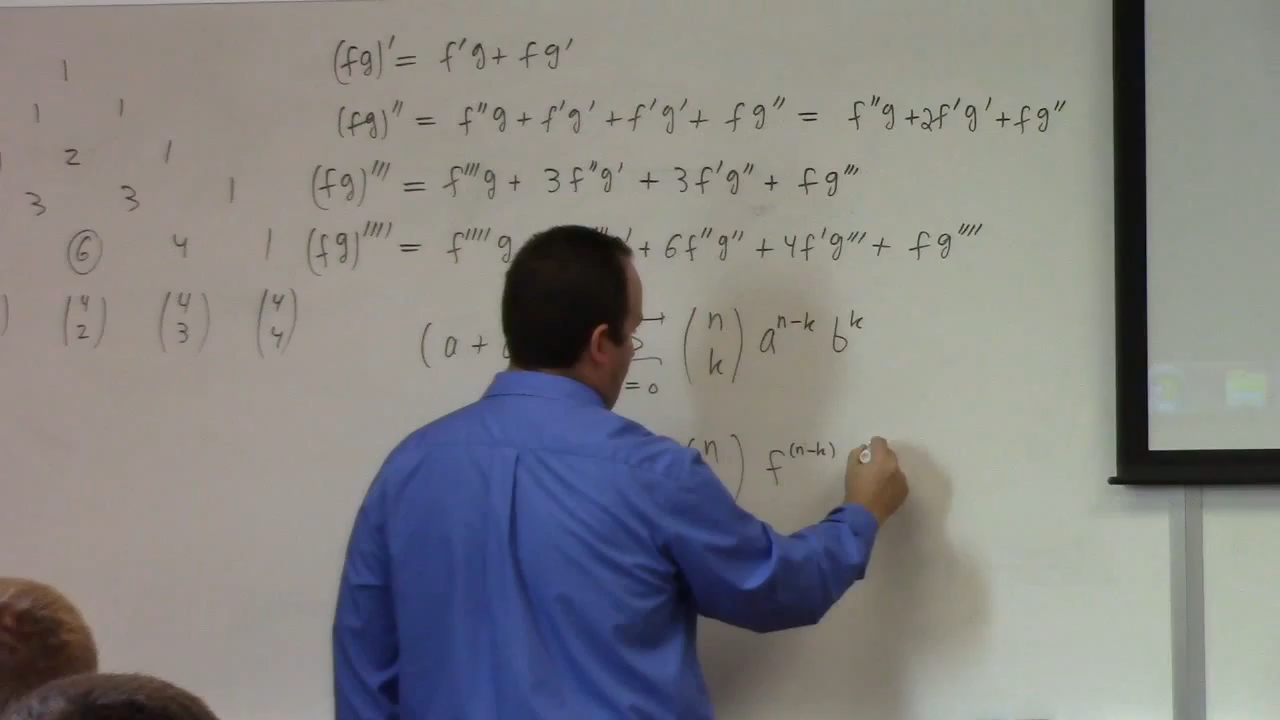 1
1 1
1 2 1
3 3 1
6 4 1
(4 2) (4 3) (4 4)
(fg)′ = f′g + fg′
(fg)″ = f″g + f′g′ + f′g′ + fg″ = f″g + 2f′g′ + fg″
(fg)‴ = f‴g + 3f″g′ + 3f′g″ + fg‴
(fg)⁗ = f⁗g + 6f″g″ + 4f′g‴ + fg⁗
(a + (n k) a^{n-k} b^k
= 0
(n ) f^{(n-k)}